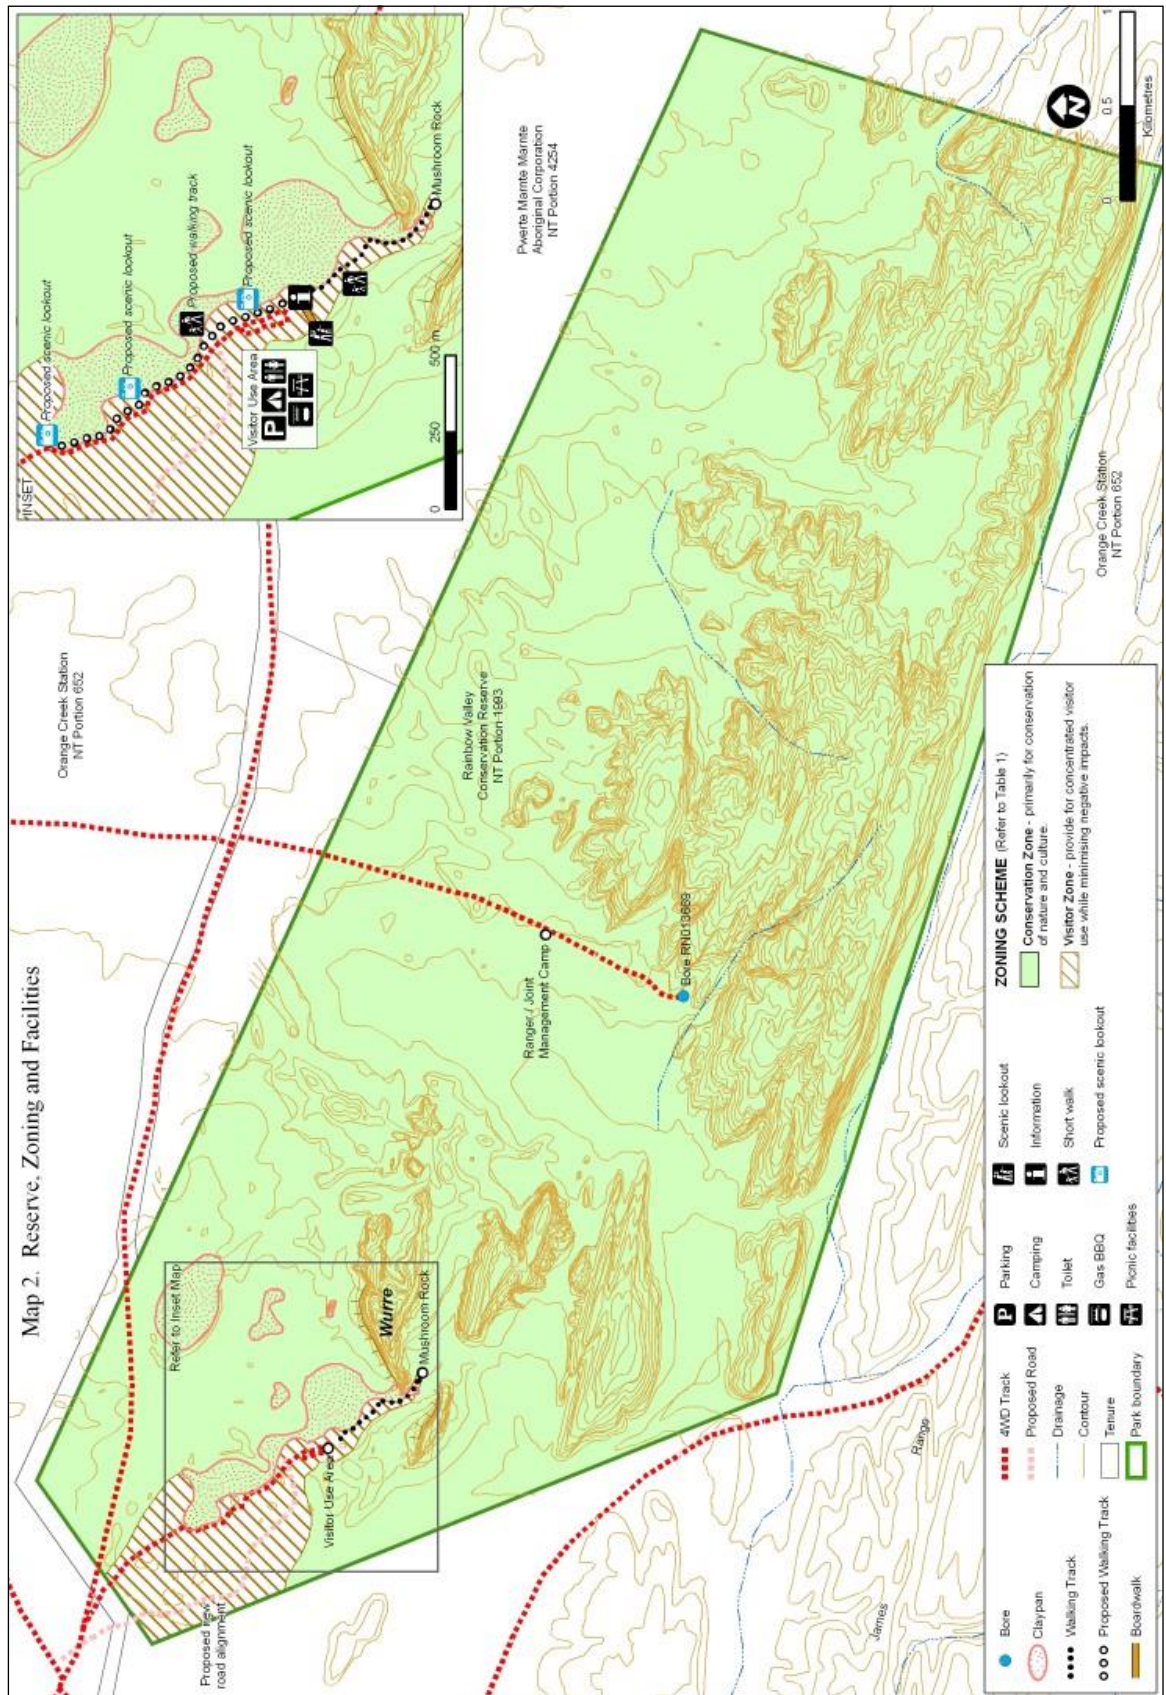 Map 2.  Reserve, Zoning and Facilities
INSET
Proposed scenic lookout
Proposed scenic lookout
Proposed walking track
Proposed scenic lookout
Visitor Use Area
P
i
Mushroom Rock
0
250
500 m
Orange Creek Station
NT Portion 652
Pwerte Marnte Marnte
Aboriginal Corporation
NT Portion 4254
Refer to Inset Map
Wurre
Mushroom Rock
Visitor Use Area
Proposed new
road alignment
Rainbow Valley
Conservation Reserve
NT Portion 1993
Ranger / Joint
Management Camp
Bore RN013669
James
Range
Orange Creek Station
NT Portion 652
N
0
0.5
1
Kilometres
Bore
Claypan
Walking Track
Proposed Walking Track
Boardwalk
4WD Track
Proposed Road
Drainage
Contour
Tenure
Park boundary
P
Parking
Camping
Toilet
Gas BBQ
Picnic facilities
Scenic lookout
i
Information
Short walk
Proposed scenic lookout
ZONING SCHEME (Refer to Table 1)
Conservation Zone - primarily for conservation
of nature and culture.
Visitor Zone - provide for concentrated visitor
use while minimising negative impacts.